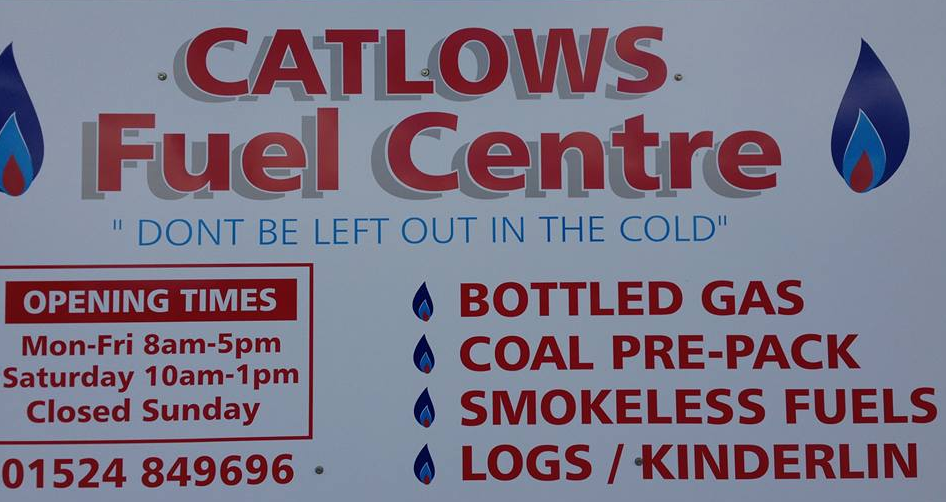 CATLOWS
Fuel Centre
" DONT BE LEFT OUT IN THE COLD"
OPENING TIMES
Mon-Fri 8am-5pm
Saturday 10am-1pm
Closed Sunday
01524 849696
BOTTLED GAS
COAL PRE-PACK
SMOKELESS FUELS
LOGS / KINDERLIN